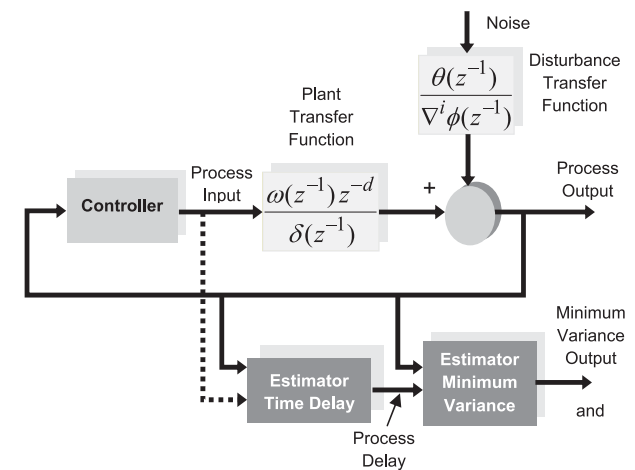 Noise
θ(z⁻¹)
∇ⁱφ(z⁻¹)
Disturbance
Transfer
Function
Plant
Transfer
Function
Process
Input
Process
Output
Controller
ω(z⁻¹)z⁻ᵈ
δ(z⁻¹)
+
Minimum
Variance
Output
and
Estimator
Time Delay
Estimator
Minimum
Variance
Process
Delay